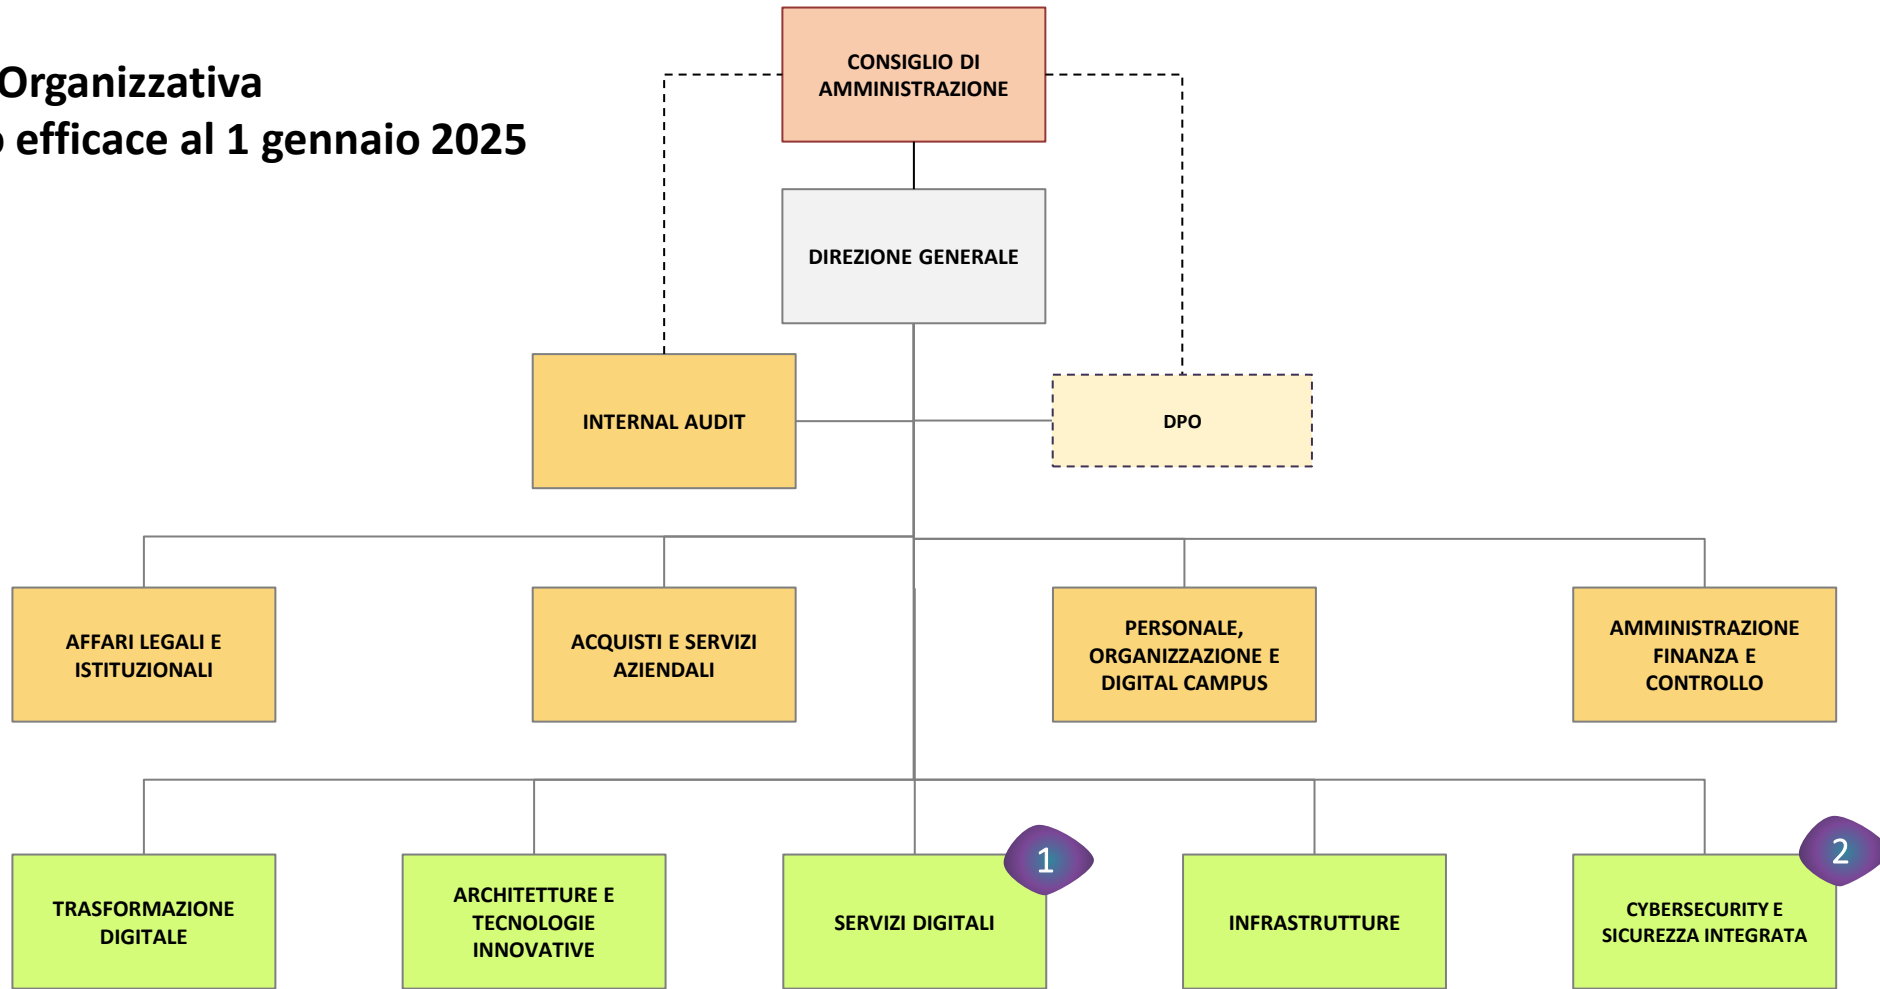 Organizzativa
efficace al 1 gennaio 2025
CONSIGLIO DI
AMMINISTRAZIONE
DIREZIONE GENERALE
INTERNAL AUDIT
DPO
AFFARI LEGALI E
ISTITUZIONALI
ACQUISTI E SERVIZI
AZIENDALI
PERSONALE,
ORGANIZZAZIONE E
DIGITAL CAMPUS
AMMINISTRAZIONE
FINANZA E
CONTROLLO
TRASFORMAZIONE
DIGITALE
ARCHITETTURE E
TECNOLOGIE
INNOVATIVE
1
SERVIZI DIGITALI
INFRASTRUTTURE
2
CYBERSECURITY E
SICUREZZA INTEGRATA